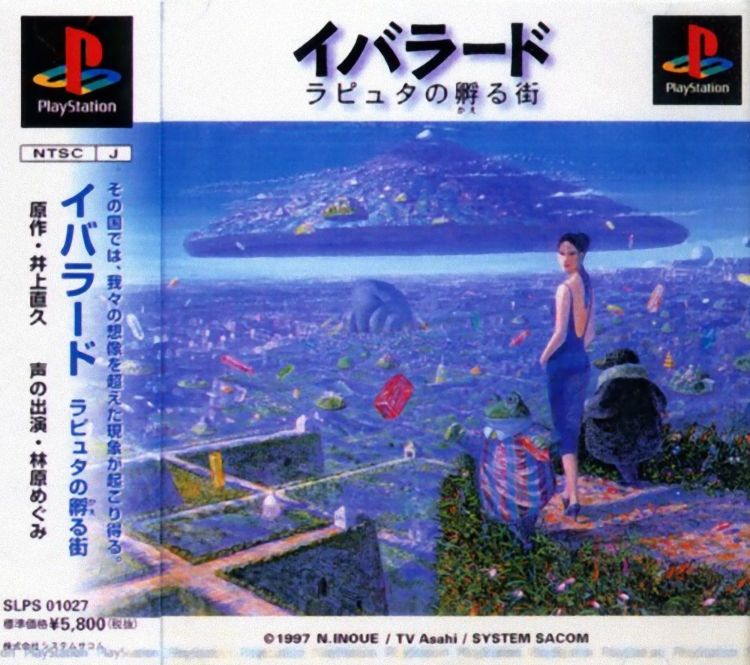 PlayStation
NTSC J
イバラード
ラピュタの孵る街
かえ
その国では、我々の想像を超えた現象が起こり得る。
原作・井上直久 声の出演・林原めぐみ
SLPS 01027
標準価格¥5,800(税抜)
株式会社システムサコム
イバラード
ラピュタの孵る街
かえ
PlayStation
©1997 N.INOUE / TV Asahi / SYSTEM SACOM